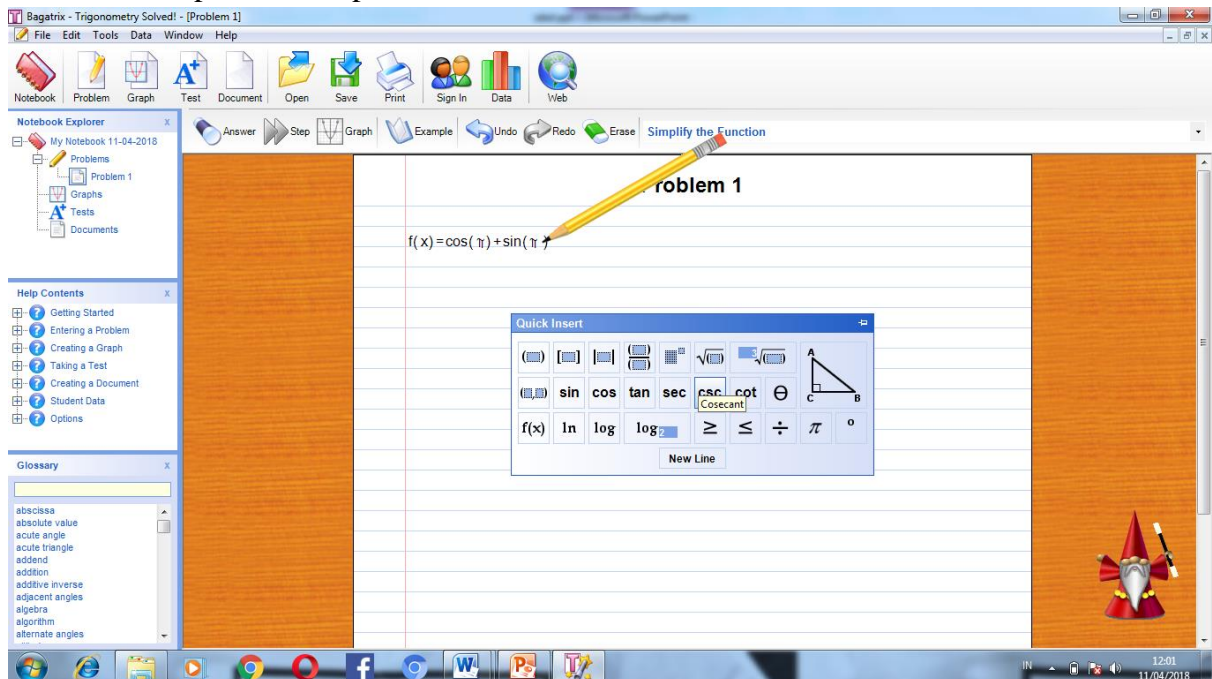 Bagatrix - Trigonometry Solved! - [Problem 1]
File Edit Tools Data Window Help
Notebook Problem Graph Test Document Open Save Print Sign In Data Web
Notebook Explorer x
My Notebook 11-04-2018
Problems
Problem 1
Graphs
Tests
Documents
Answer Step Graph Example Undo Redo Erase Simplify the Function
roblem 1
f(x)=cos(π)+sin(π
Help Contents x
Getting Started
Entering a Problem
Creating a Graph
Taking a Test
Creating a Document
Student Data
Options
Quick Insert
( ) [ ] | | √( ) 3√( ) A
( , ) sin cos tan sec csc cot θ C B
Cosecant
f(x) ln log log2 ≥ ≤ ÷ π °
New Line
Glossary x
abscissa
absolute value
acute angle
acute triangle
addend
addition
additive inverse
adjacent angles
algebra
algorithm
alternate angles
IN 12:01
11/04/2018